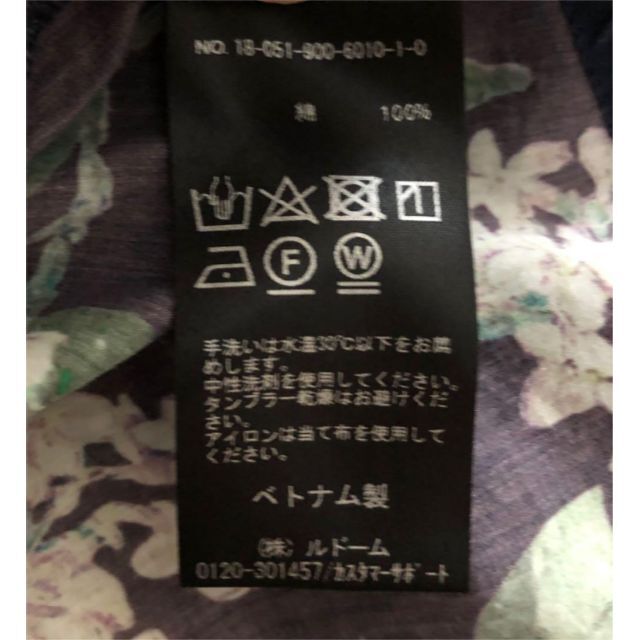 NO. 18-051-900-6010-1-0
綿 100%
F W
手洗いは水温30℃以下をお薦
めします。
中性洗剤を使用してください。
タンブラー乾燥はお避けくだ
さい。
アイロンは当て布を使用して
ください。
ベトナム製
(株) ルドーム
0120-301457/カスタマーサポート